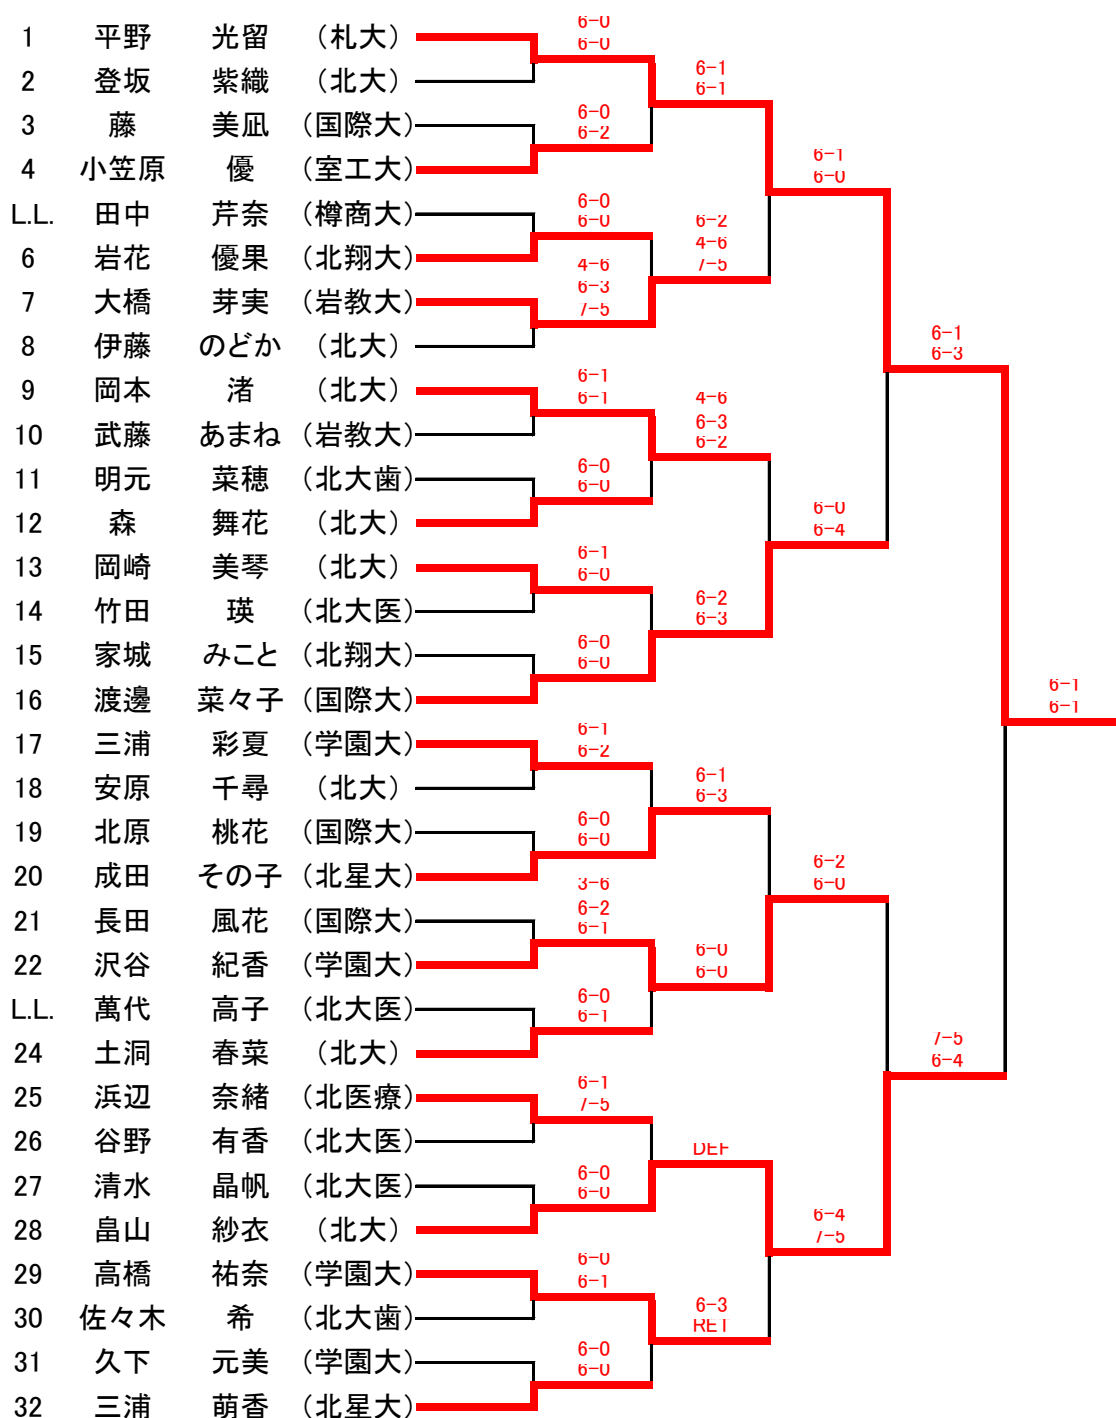 1 平野 光留 （札大）
2 登坂 紫織 （北大）
3 藤 美凪 （国際大）
4 小笠原 優 （室工大）
L.L. 田中 芹奈 （樽商大）
6 岩花 優果 （北翔大）
7 大橋 芽実 （岩教大）
8 伊藤 のどか （北大）
9 岡本 渚 （北大）
10 武藤 あまね （岩教大）
11 明元 菜穂 （北大歯）
12 森 舞花 （北大）
13 岡崎 美琴 （北大）
14 竹田 瑛 （北大医）
15 家城 みこと （北翔大）
16 渡邊 菜々子 （国際大）
17 三浦 彩夏 （学園大）
18 安原 千尋 （北大）
19 北原 桃花 （国際大）
20 成田 その子 （北星大）
21 長田 風花 （国際大）
22 沢谷 紀香 （学園大）
L.L. 萬代 高子 （北大医）
24 土洞 春菜 （北大）
25 浜辺 奈緒 （北医療）
26 谷野 有香 （北大医）
27 清水 晶帆 （北大医）
28 畠山 紗衣 （北大）
29 高橋 祐奈 （学園大）
30 佐々木 希 （北大歯）
31 久下 元美 （学園大）
32 三浦 萌香 （北星大）
6-0
6-0
6-0
6-2
6-0
6-0
4-6
6-3
7-5
6-1
6-1
6-0
6-0
6-1
6-0
6-0
6-0
6-1
6-2
6-0
6-0
3-6
6-2
6-1
6-0
6-1
6-1
7-5
6-0
6-0
6-0
6-1
6-0
6-0
6-1
6-1
6-2
4-6
7-5
4-6
6-3
6-2
6-2
6-3
6-1
6-3
6-0
6-0
DEF
6-3
RET
6-1
6-0
6-0
6-4
6-2
6-0
6-4
7-5
6-1
6-3
7-5
6-4
6-1
6-1